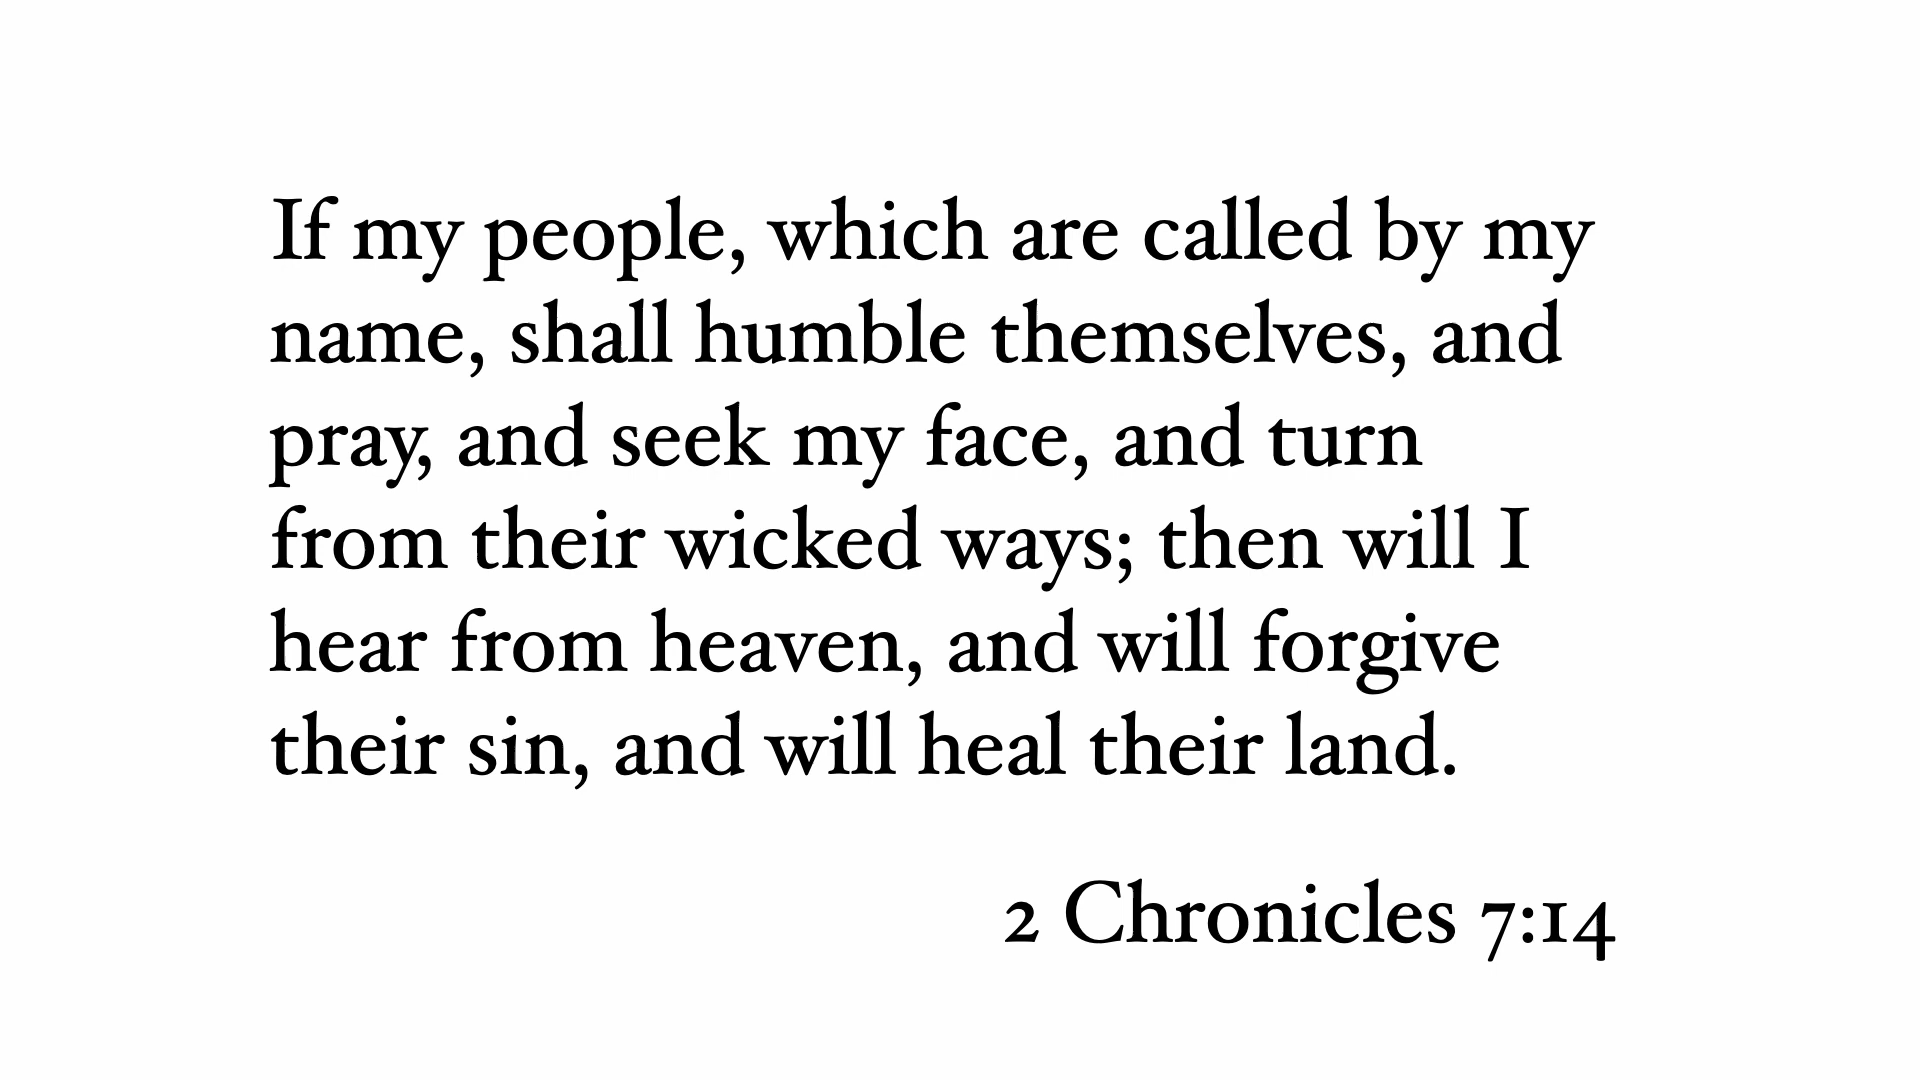 If my people, which are called by my
name, shall humble themselves, and
pray, and seek my face, and turn
from their wicked ways; then will I
hear from heaven, and will forgive
their sin, and will heal their land.
2 Chronicles 7:14